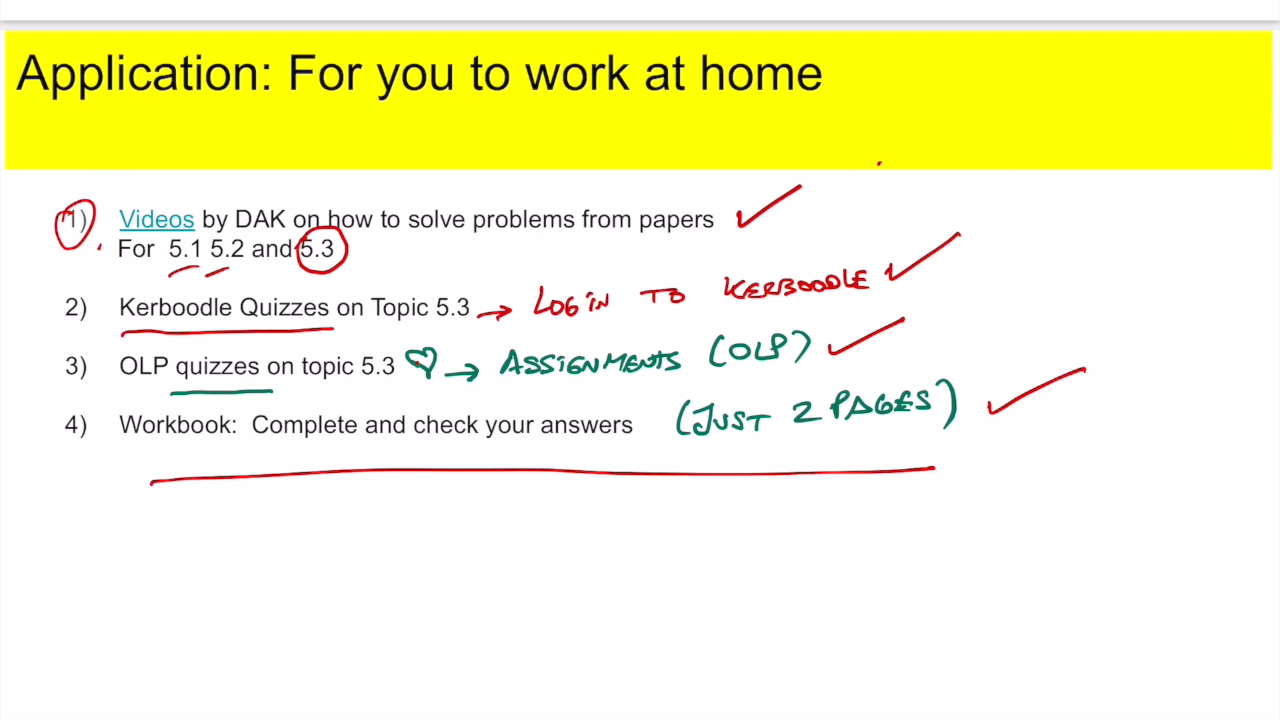 Application: For you to work at home
1) Videos by DAK on how to solve problems from papers
For 5.1 5.2 and 5.3
2) Kerboodle Quizzes on Topic 5.3 → LOGIN TO KERBOODLE
3) OLP quizzes on topic 5.3 → ASSIGNMENTS (OLP)
4) Workbook: Complete and check your answers (JUST 2 PAGES)